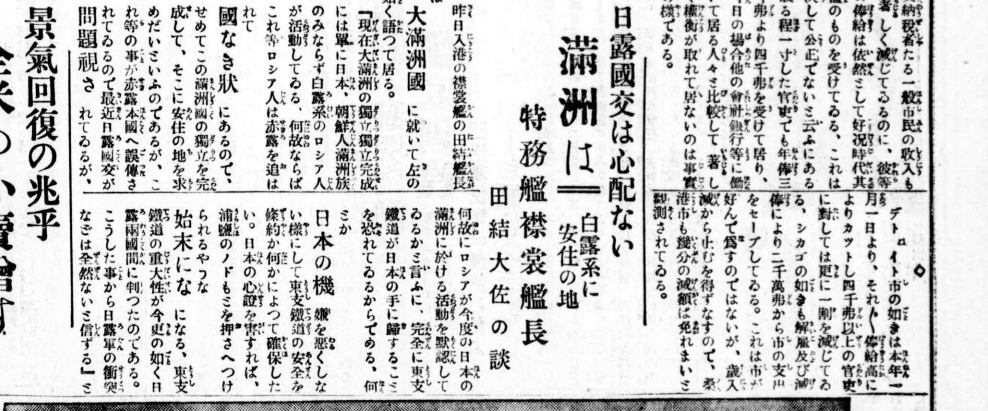 納税者たる一般市民の收入も
著しく減じてるるのに、彼等
の俸給は依然として好況時代其
儘のものを受けてるる、これは
決して公正でないと云ふにある
る程一寸した官吏でも年俸三
千弗より四千弗を受けて居り、
今日の場合他の會社銀行等に働
いて居る人々と比較して、著し
權衡が取れて居ないのは事實
の樣である。
デトロイト市の如きは本年一
月一日より、それ〲俸給高に
よりカットし四千弗以上の官吏
に對しては更に一割を減じてる
る、シカゴの如きも解雇及び減
俸により二千萬弗から市の支出
をセーブしてるる。これは市が
好んで爲すのではないが、歳入
減から止むを得ずなすので、桑
港市も幾分の減額は免れまいと
觀測されてる。
日露國交は心配ない
滿洲は
白露系に
安住の地
特務艦襟裳艦長
田結大佐の談
昨日入港の襟裳艦の田結艦長
大滿洲國 に就いて左の
如く語つて居る。
『現在大滿洲の獨立完成
には單に日本、朝鮮人滿洲族
のみならず白露系のロシア人
が活動してるる、何故ならば
これ等ロシア人は赤露を追は
れて
國なき狀 にあるので、
せめてこの滿洲國の獨立を完
成して、そこに安住の地を求
めだいといふのであるが、こ
れ等の事が赤露本國へ誤傳さ
れてるるので最近日露國交が
問題視さ れてるるが、
何故にロシアが今度の日本の
滿洲に於ける活動を默認して
ゐるかと言ふに、完全に東支
鐵道が日本の手に歸すること
を恐れてるるからである、何
とか
日本の機 嫌を惡くしな
い樣にして東支鐵道の安全を
條約か何かによつて確保した
い。日本の心證を害すれば、
浦鹽のノドもとを押さへつけ
られるやつな
始末にな になる、東支
鐵道の重大性が今更の如く日
露兩國間に判つたのである。
こうした事から日露軍の衝突
などは全然ないと信ずる』と
景氣回復の兆乎